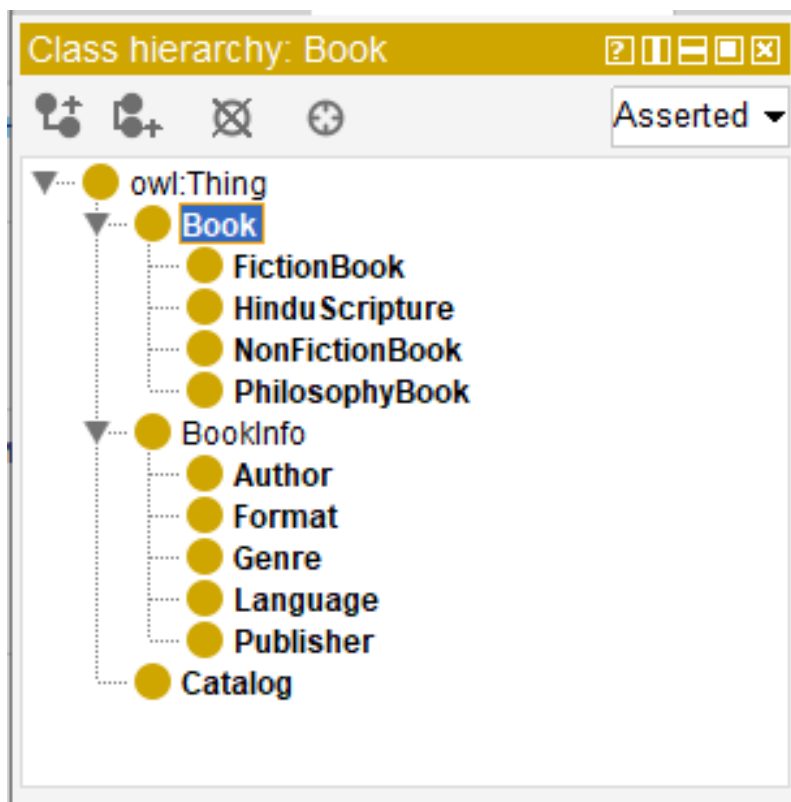 Class hierarchy: Book
Asserted
owl:Thing
Book
FictionBook
HinduScripture
NonFictionBook
PhilosophyBook
BookInfo
Author
Format
Genre
Language
Publisher
Catalog